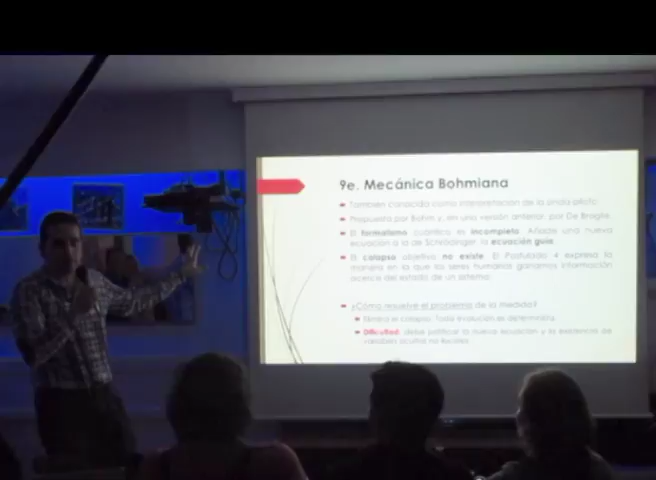 9e. Mecánica Bohmiana
También conocida como interpretación de la onda-piloto
Propuesta por Bohm y, en una versión anterior, por De Broglie.
El formalismo cuántico es incompleto. Añade una nueva
ecuación a la de Schrödinger: la ecuación guía.
El colapso objetivo no existe. El Postulado 4 expresa la
manera en la que los seres humanos ganamos información
acerca del estado de un sistema.
¿Cómo resuelve el problema de la medida?
Elimina el colapso. Toda evolución es determinista.
Dificultad: debe justificar la nueva ecuación y la existencia de
variables ocultas no locales.